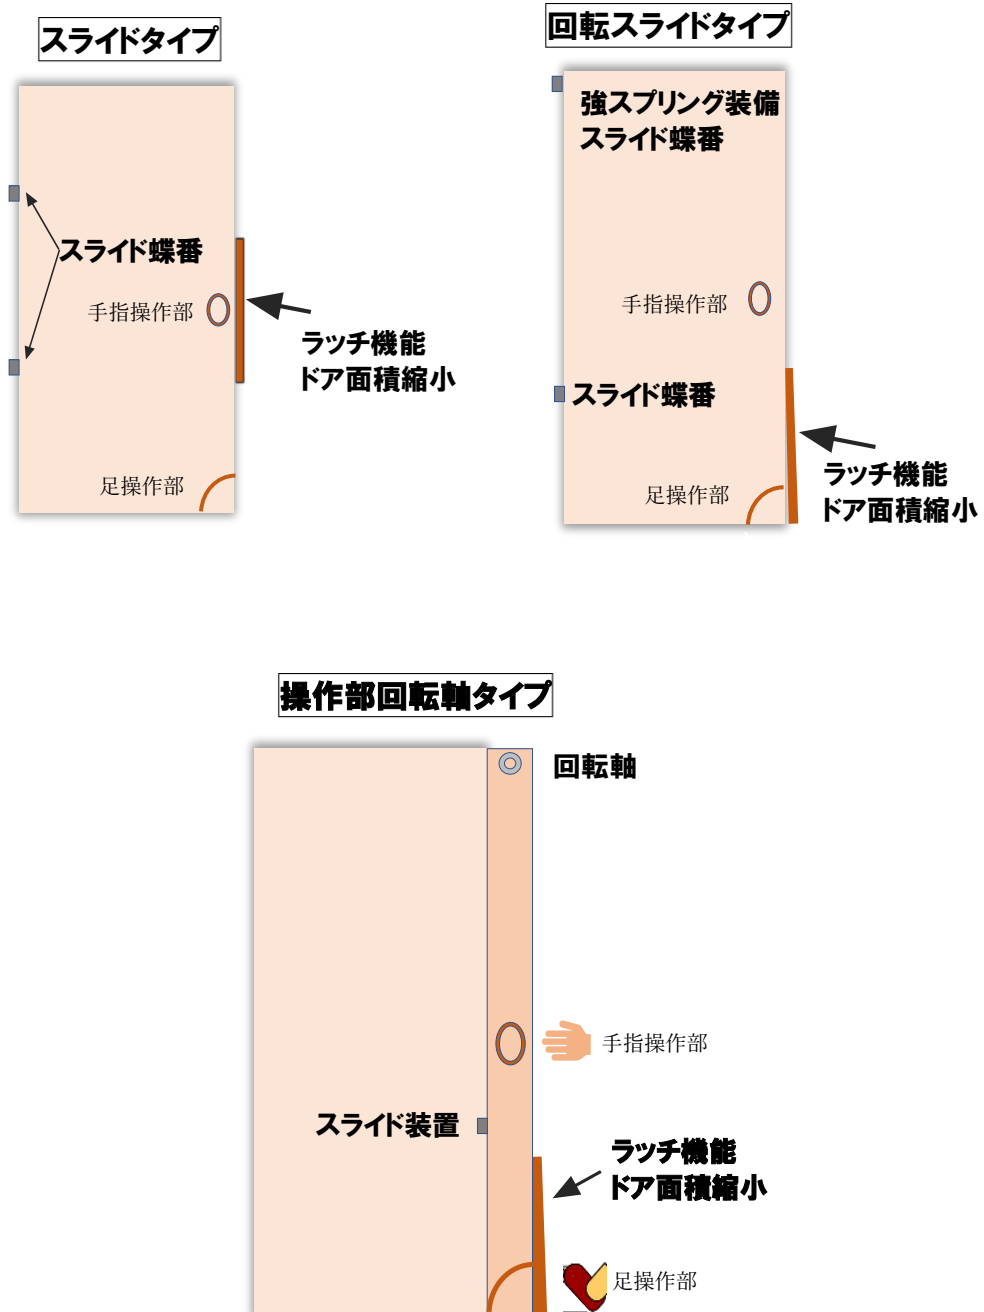 スライドタイプ
スライド蝶番
手指操作部
ラッチ機能
ドア面積縮小
足操作部
回転スライドタイプ
強スプリング装備
スライド蝶番
手指操作部
スライド蝶番
ラッチ機能
ドア面積縮小
足操作部
操作部回転軸タイプ
回転軸
手指操作部
スライド装置
ラッチ機能
ドア面積縮小
足操作部